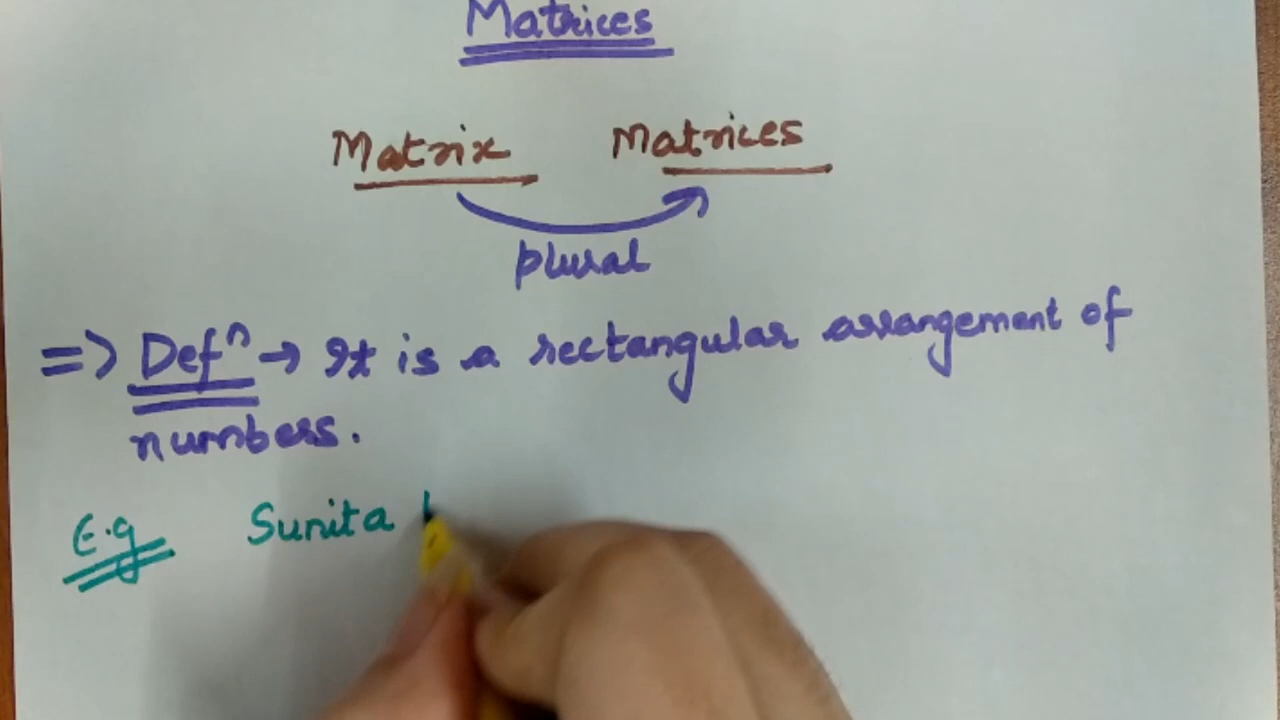 Matrices
Matrix Matrices
plural
=> Defⁿ → It is a rectangular arrangement of
numbers.
E.g Sunita